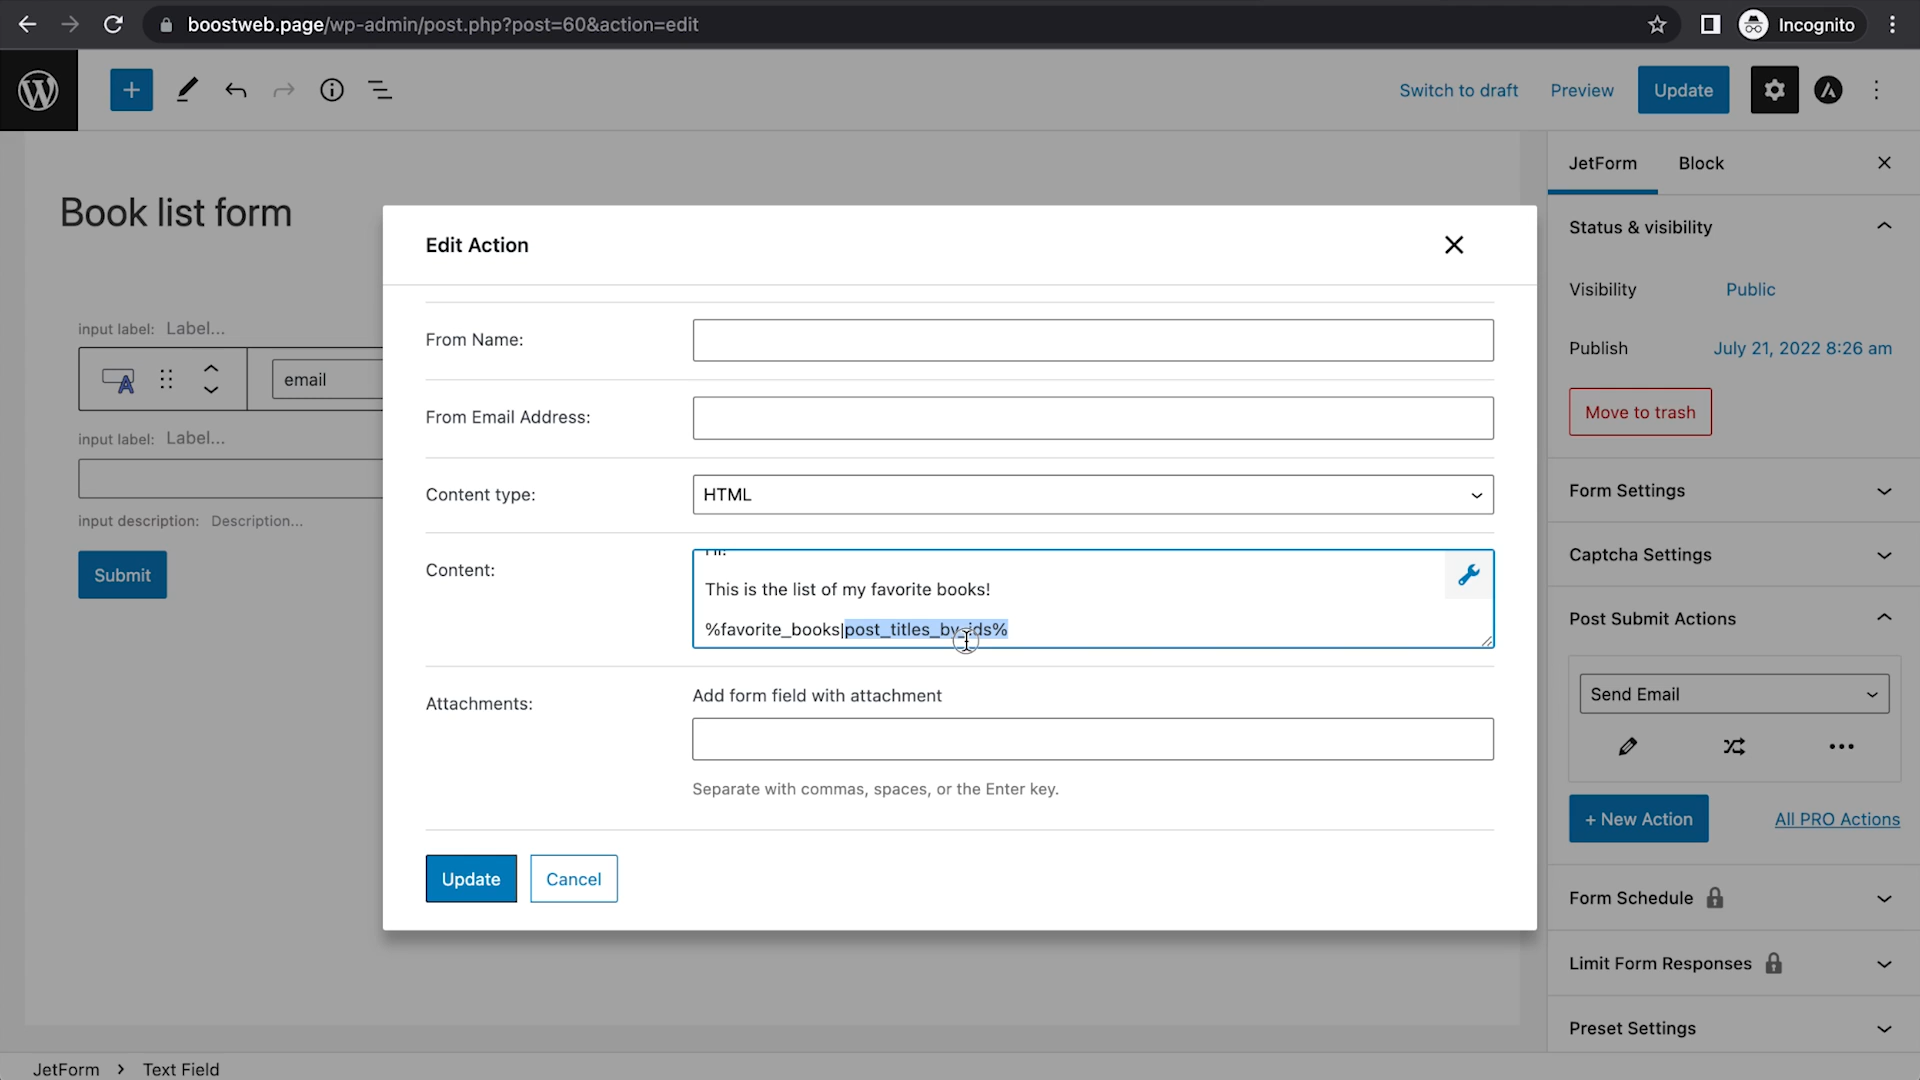 boostweb.page/wp-admin/post.php?post=60&action=edit
Incognito
Switch to draft
Preview
Update
JetForm
Block
Book list form
Status & visibility
Visibility
Public
Publish
July 21, 2022 8:26 am
Move to trash
Form Settings
Captcha Settings
Post Submit Actions
Send Email
+ New Action
All PRO Actions
Form Schedule
Limit Form Responses
Preset Settings
input label: Label...
email
input label: Label...
input description: Description...
Submit
Edit Action
From Name:
From Email Address:
Content type:
HTML
Content:
Hi!
This is the list of my favorite books!
%favorite_books|post_titles_by_ids%
Attachments:
Add form field with attachment
Separate with commas, spaces, or the Enter key.
Update
Cancel
JetForm
Text Field